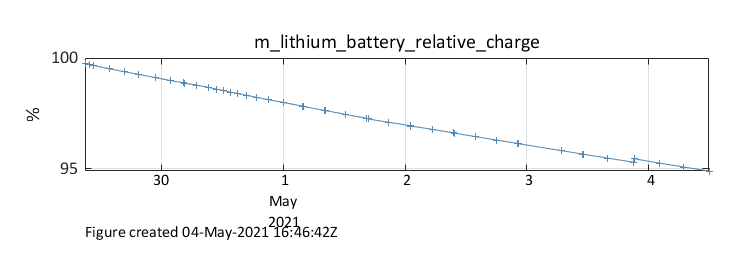 m_lithium_battery_relative_charge
100
%
95
30 1 2 3 4
May
2021
Figure created 04-May-2021 16:46:42Z